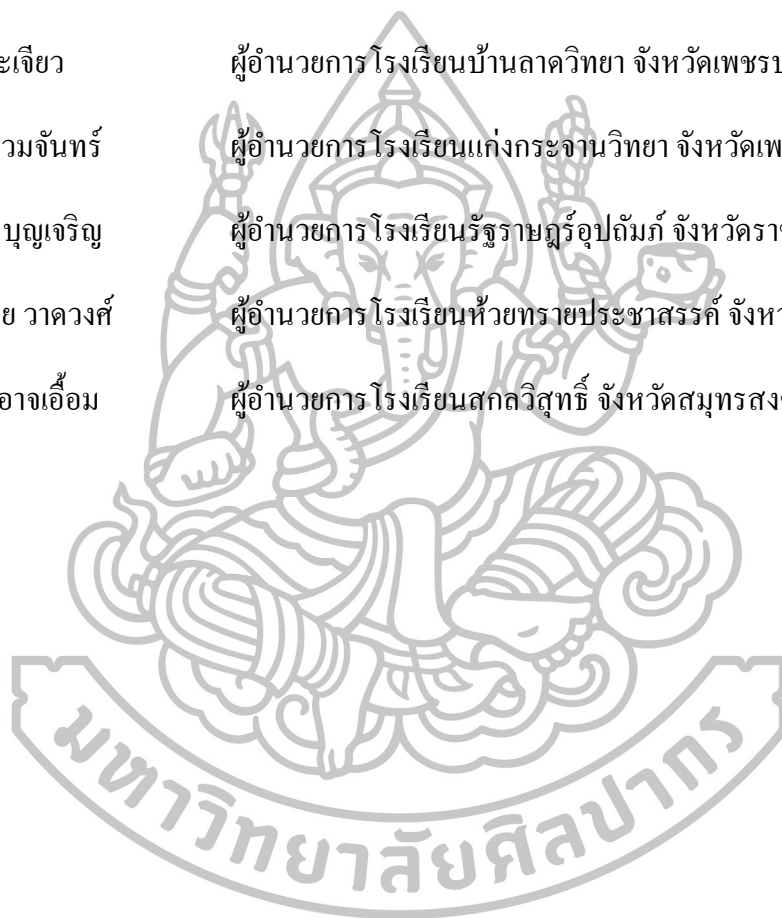 ะเจียว ผู้อำนวยการโรงเรียนบ้านลาดวิทยา จังหวัดเพชรบ
วมจันทร์ ผู้อำนวยการโรงเรียนแก่งกระจานวิทยา จังหวัดเพ
บุญเจริญ ผู้อำนวยการโรงเรียนรัฐราษฎร์อุปถัมภ์ จังหวัดราช
ย วาดวงศ์ ผู้อำนวยการโรงเรียนห้วยทรายประชาสรรค์ จังหว
อาจเอื้อม ผู้อำนวยการโรงเรียนสกลวิสุทธิ์ จังหวัดสมุทรสง
มหาวิทยาลัยศิลปากร